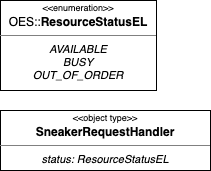 <<enumeration>>
OES::ResourceStatusEL
AVAILABLE
BUSY
OUT_OF_ORDER
<<object type>>
SneakerRequestHandler
status: ResourceStatusEL